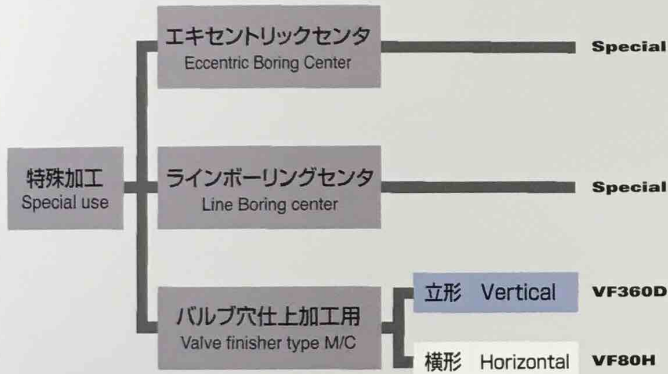 エキセントリックセンタ
Eccentric Boring Center
Special
特殊加工
Special use
ラインボーリングセンタ
Line Boring center
Special
バルブ穴仕上加工用
Valve finisher type M/C
立形 Vertical
VF360D
横形 Horizontal
VF80H